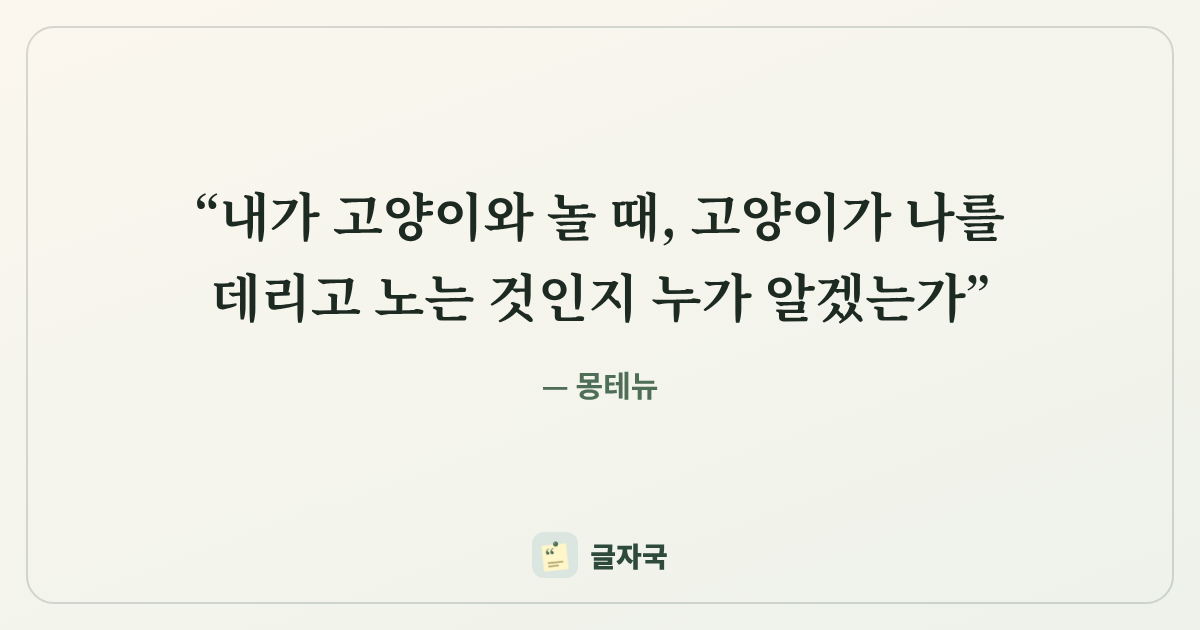 “내가 고양이와 놀 때, 고양이가 나를
데리고 노는 것인지 누가 알겠는가”
— 몽테뉴
글자국